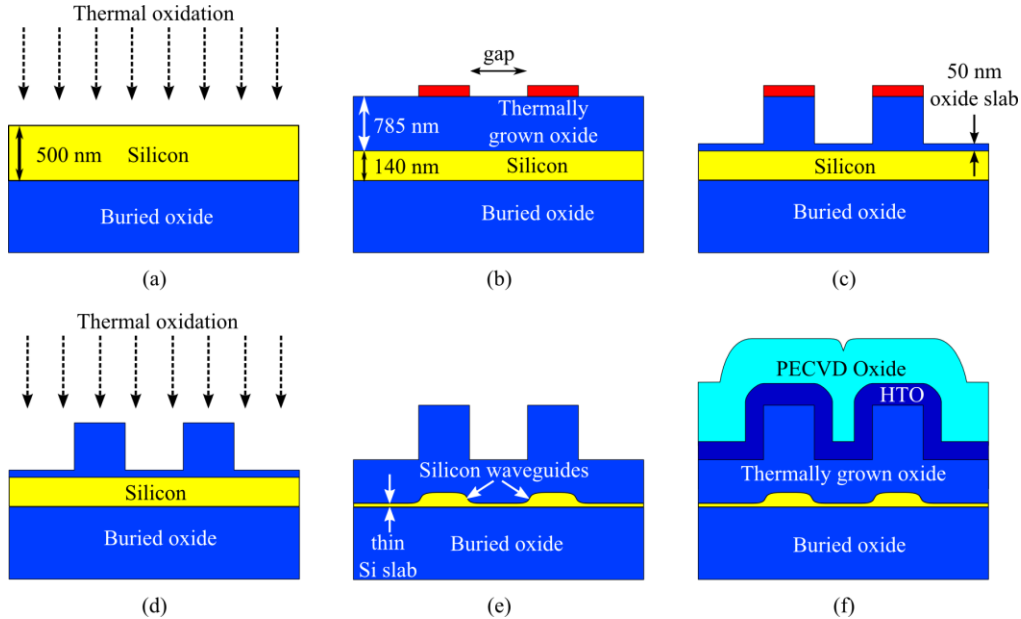 Thermal oxidation
500 nm
Silicon
Buried oxide
(a)
gap
785 nm
Thermally
grown oxide
140 nm
Silicon
Buried oxide
(b)
50 nm
oxide slab
Silicon
Buried oxide
(c)
Thermal oxidation
Silicon
Buried oxide
(d)
Silicon waveguides
thin
Si slab
Buried oxide
(e)
PECVD Oxide
HTO
Thermally grown oxide
Buried oxide
(f)